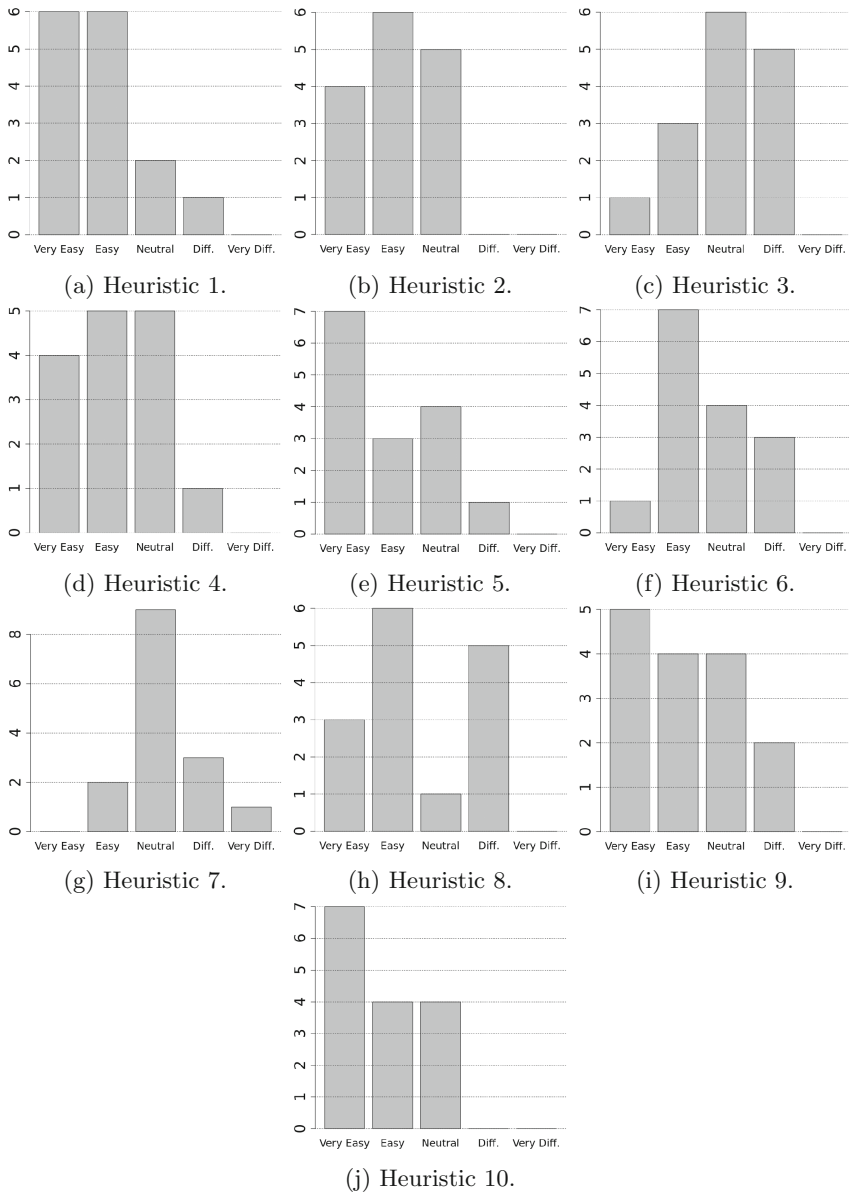 0 1 2 3 4 5 6
Very Easy Easy Neutral Diff. Very Diff.
(a) Heuristic 1.
0 1 2 3 4 5 6
Very Easy Easy Neutral Diff. Very Diff.
(b) Heuristic 2.
0 1 2 3 4 5 6
Very Easy Easy Neutral Diff. Very Diff.
(c) Heuristic 3.
0 1 2 3 4 5
Very Easy Easy Neutral Diff. Very Diff.
(d) Heuristic 4.
0 1 2 3 4 5 6 7
Very Easy Easy Neutral Diff. Very Diff.
(e) Heuristic 5.
0 1 2 3 4 5 6 7
Very Easy Easy Neutral Diff. Very Diff.
(f) Heuristic 6.
0 2 4 6 8
Very Easy Easy Neutral Diff. Very Diff.
(g) Heuristic 7.
0 1 2 3 4 5 6
Very Easy Easy Neutral Diff. Very Diff.
(h) Heuristic 8.
0 1 2 3 4 5
Very Easy Easy Neutral Diff. Very Diff.
(i) Heuristic 9.
0 1 2 3 4 5 6 7
Very Easy Easy Neutral Diff. Very Diff.
(j) Heuristic 10.